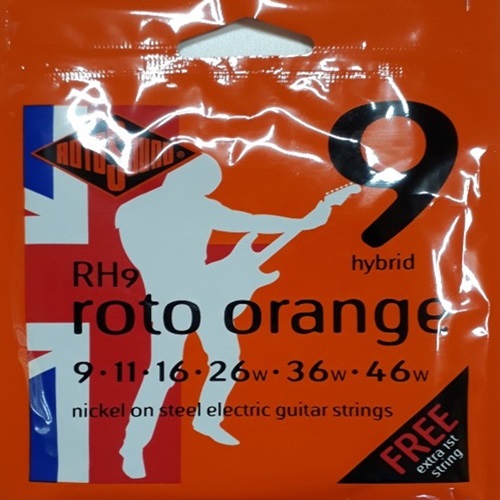 ROTOSOUND
9
hybrid
RH9
roto orange
9·11·16·26w·36w·46w
nickel on steel electric guitar strings
FREE
extra 1st
string